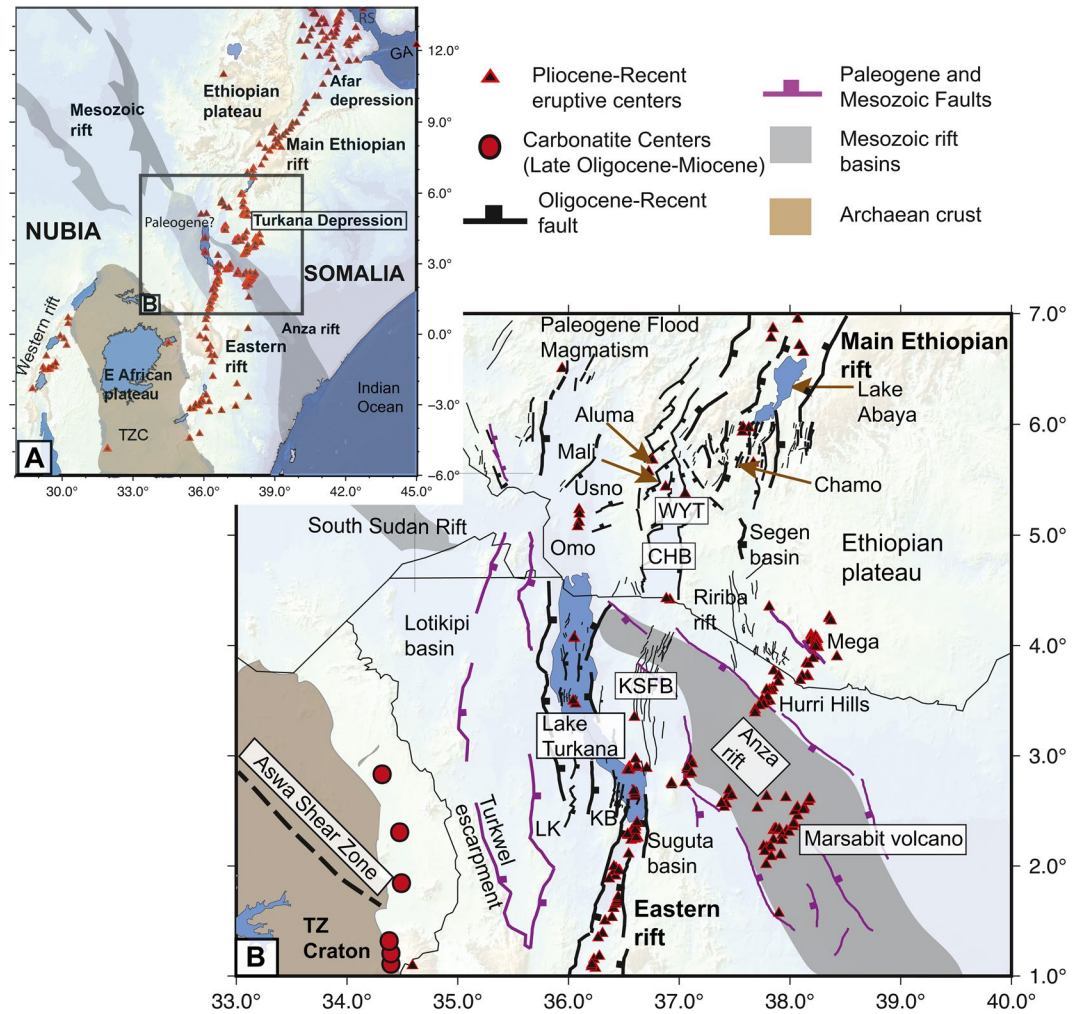 RS
GA
12.0°
Ethiopian
plateau
Afar
depression
Mesozoic
rift
9.0°
Main Ethiopian
rift
6.0°
Paleogene?
Turkana Depression
NUBIA
3.0°
SOMALIA
B
Western rift
0.0°
Anza rift
Eastern
rift
E African
plateau
Indian
Ocean
−3.0°
TZC
A
−6.0°
30.0°
33.0°
36.0°
39.0°
42.0°
45.0°
Pliocene-Recent
eruptive centers
Carbonatite Centers
(Late Oligocene-Miocene)
Oligocene-Recent
fault
Paleogene and
Mesozoic Faults
Mesozoic rift
basins
Archaean crust
7.0°
Paleogene Flood
Magmatism
Main Ethiopian
rift
Lake
Abaya
6.0°
Aluma
Mali
Chamo
Usno
WYT
South Sudan Rift
Omo
CHB
Segen
basin
Ethiopian
plateau
5.0°
Ririba
rift
Lotikipi
basin
Mega
4.0°
KSFB
Hurri Hills
Lake
Turkana
Anza
rift
3.0°
Aswa Shear Zone
Turkwel
escarpment
LK
KB
Suguta
basin
Marsabit volcano
2.0°
Eastern
rift
TZ
Craton
B
1.0°
33.0°
34.0°
35.0°
36.0°
37.0°
38.0°
39.0°
40.0°